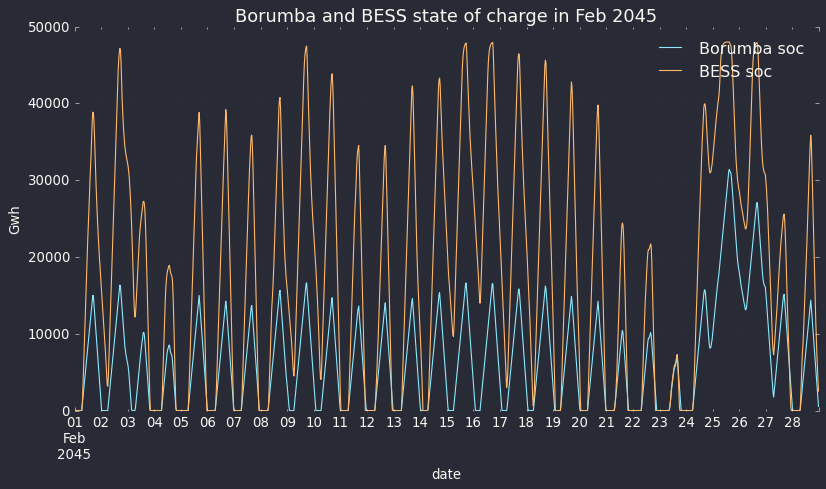 Borumba and BESS state of charge in Feb 2045
50000
40000
30000
20000
10000
0
Gwh
Borumba soc
BESS soc
01 02 03 04 05 06 07 08 09 10 11 12 13 14 15 16 17 18 19 20 21 22 23 24 25 26 27 28
Feb
2045
date